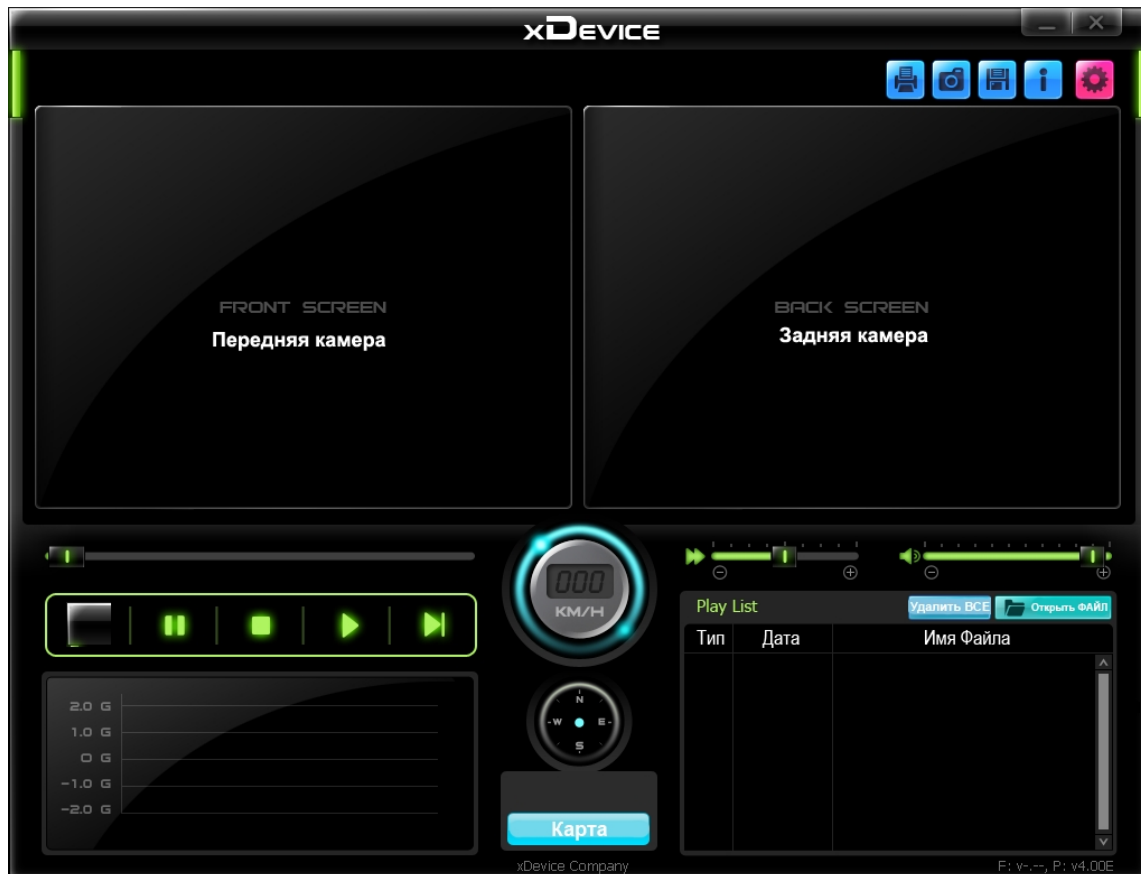 xDevice
FRONT SCREEN
Передняя камера
BACK SCREEN
Задняя камера
000
KM/H
Play List
Удалить ВСЕ
Открыть ФАЙЛ
Тип Дата Имя Файла
2.0 G
1.0 G
0 G
-1.0 G
-2.0 G
N
W E
S
Карта
xDevice Company
F: v-.--, P: v4.00E